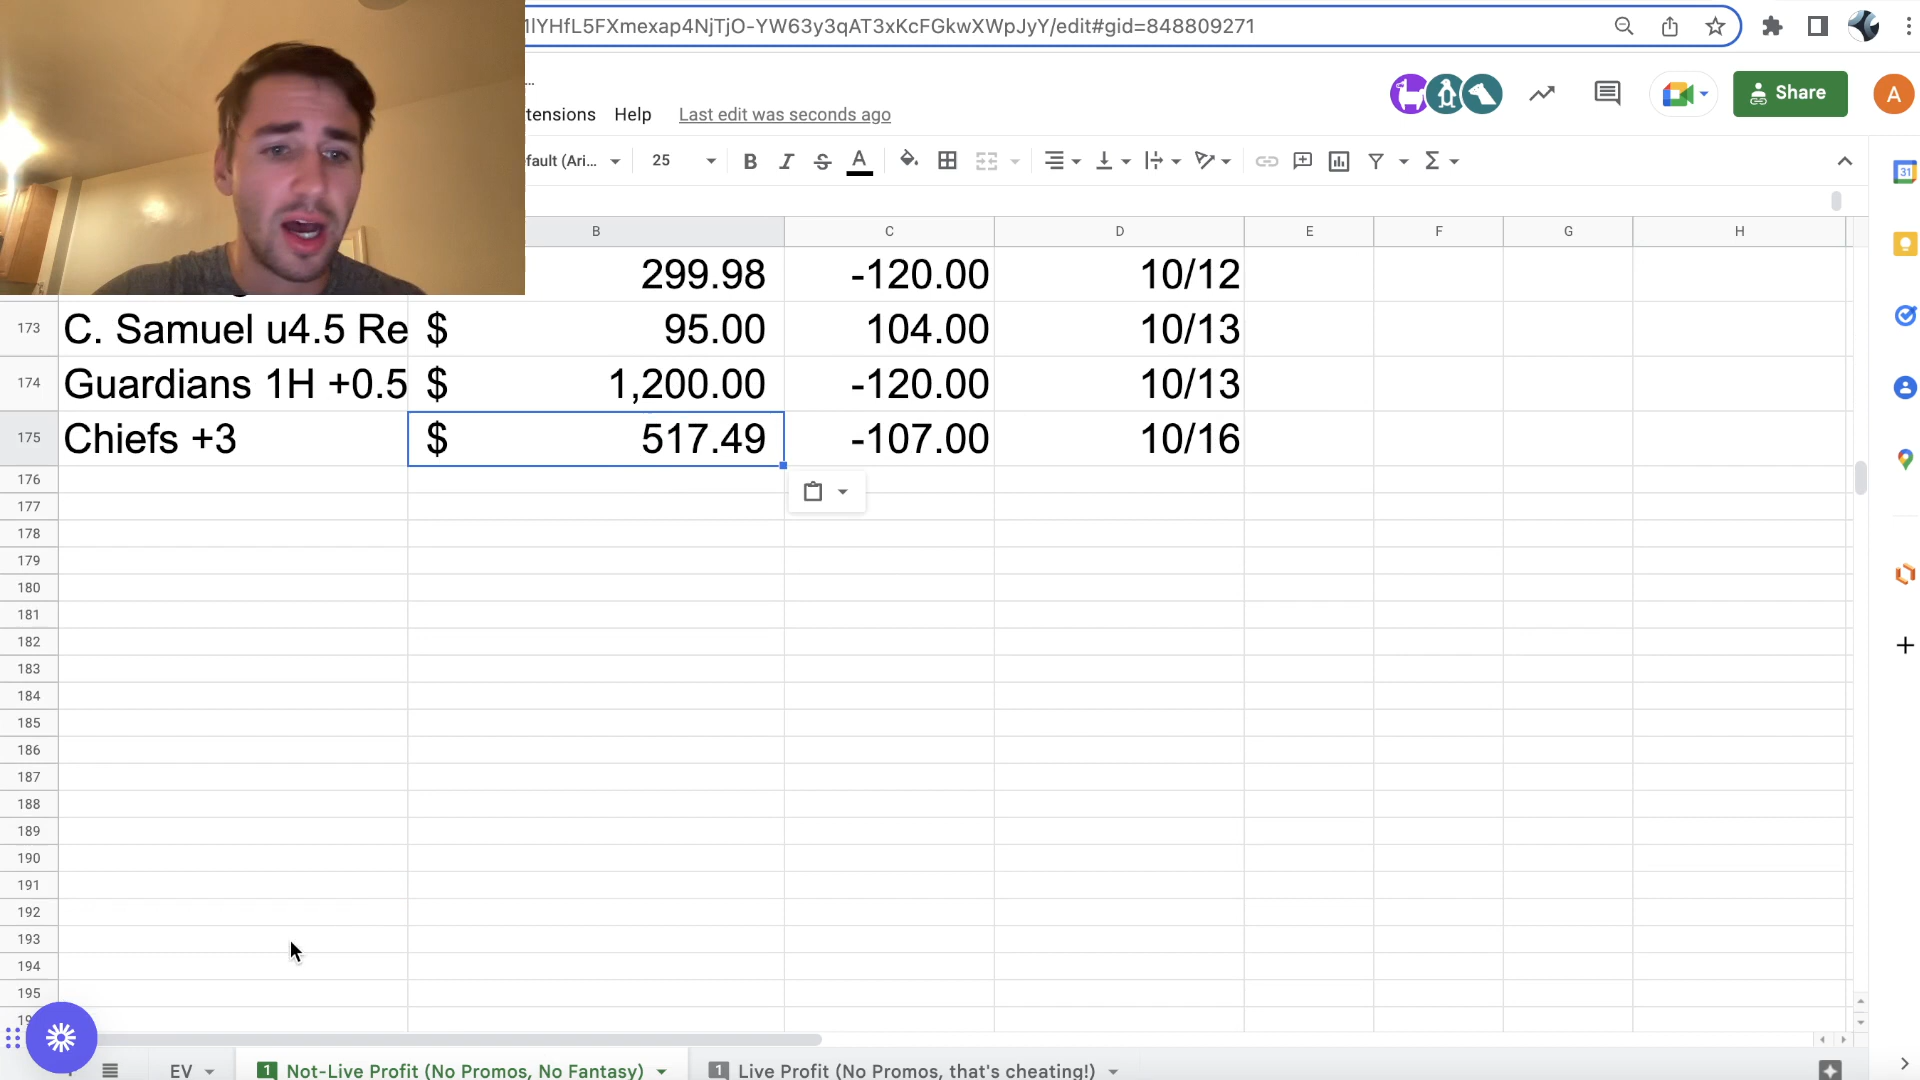 1lYHfL5FXmexap4NjTjO-YW63y3qAT3xKcFGkwXWpJyY/edit#gid=848809271
...
tensions Help Last edit was seconds ago
Share
A
fault (Ari... 25 B I S A
31
B C D E F G H
299.98 -120.00 10/12
173 C. Samuel u4.5 Re $ 95.00 104.00 10/13
174 Guardians 1H +0.5 $ 1,200.00 -120.00 10/13
175 Chiefs +3 $ 517.49 -107.00 10/16
176
177
178
179
180
181
182
183
184
185
186
187
188
189
190
191
192
193
194
195
EV 1 Not-Live Profit (No Promos, No Fantasy) 1 Live Profit (No Promos, that's cheating!)